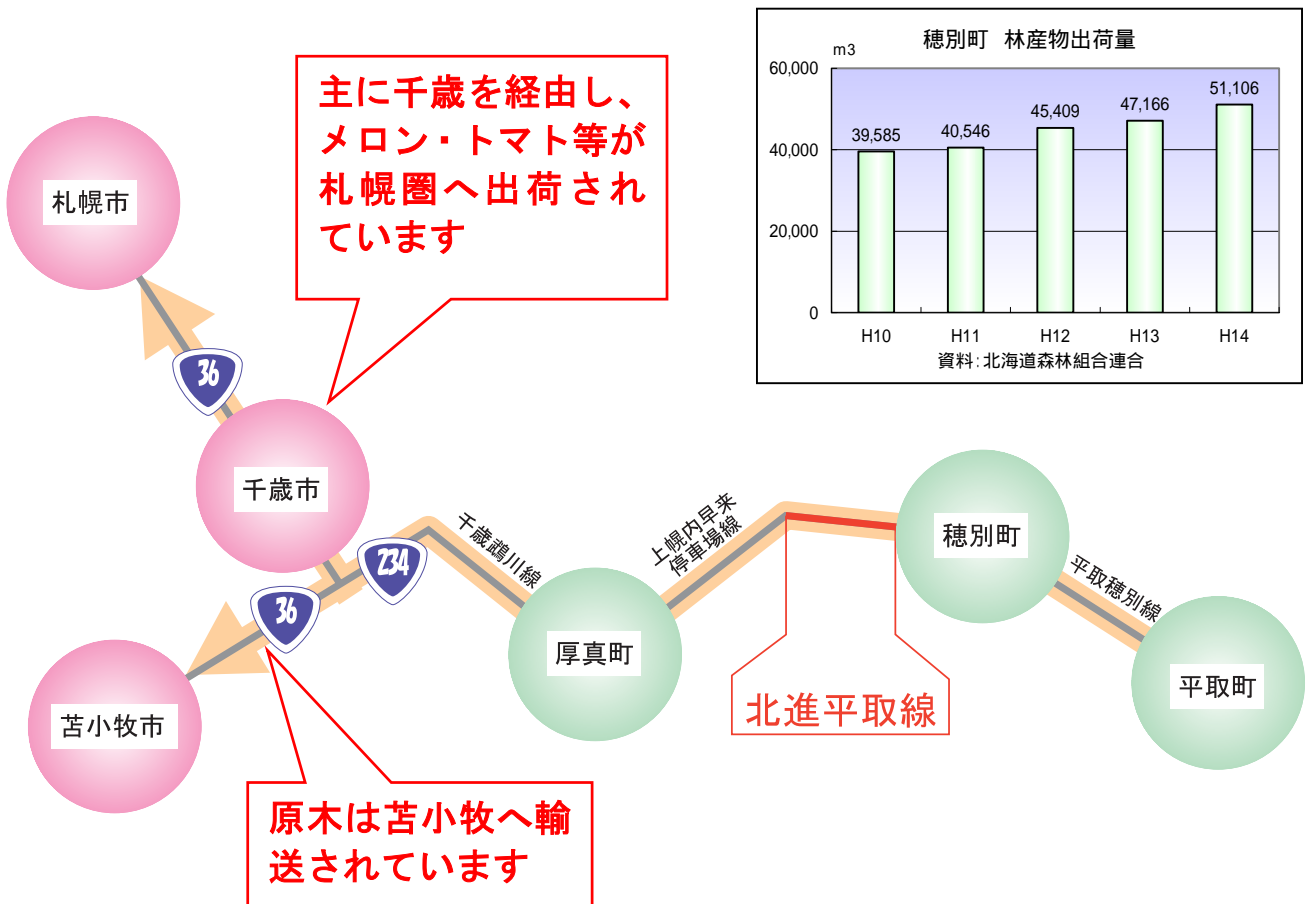 穂別町 林産物出荷量
m3
60,000
40,000
20,000
0
39,585
40,546
45,409
47,166
51,106
H10
H11
H12
H13
H14
資料:北海道森林組合連合
主に千歳を経由し、
メロン・トマト等が
札幌圏へ出荷され
ています
札幌市
36
千歳市
234
36
千歳鵡川線
上幌内早来
停車場線
穂別町
平取穂別線
厚真町
平取町
北進平取線
苫小牧市
原木は苫小牧へ輸
送されています